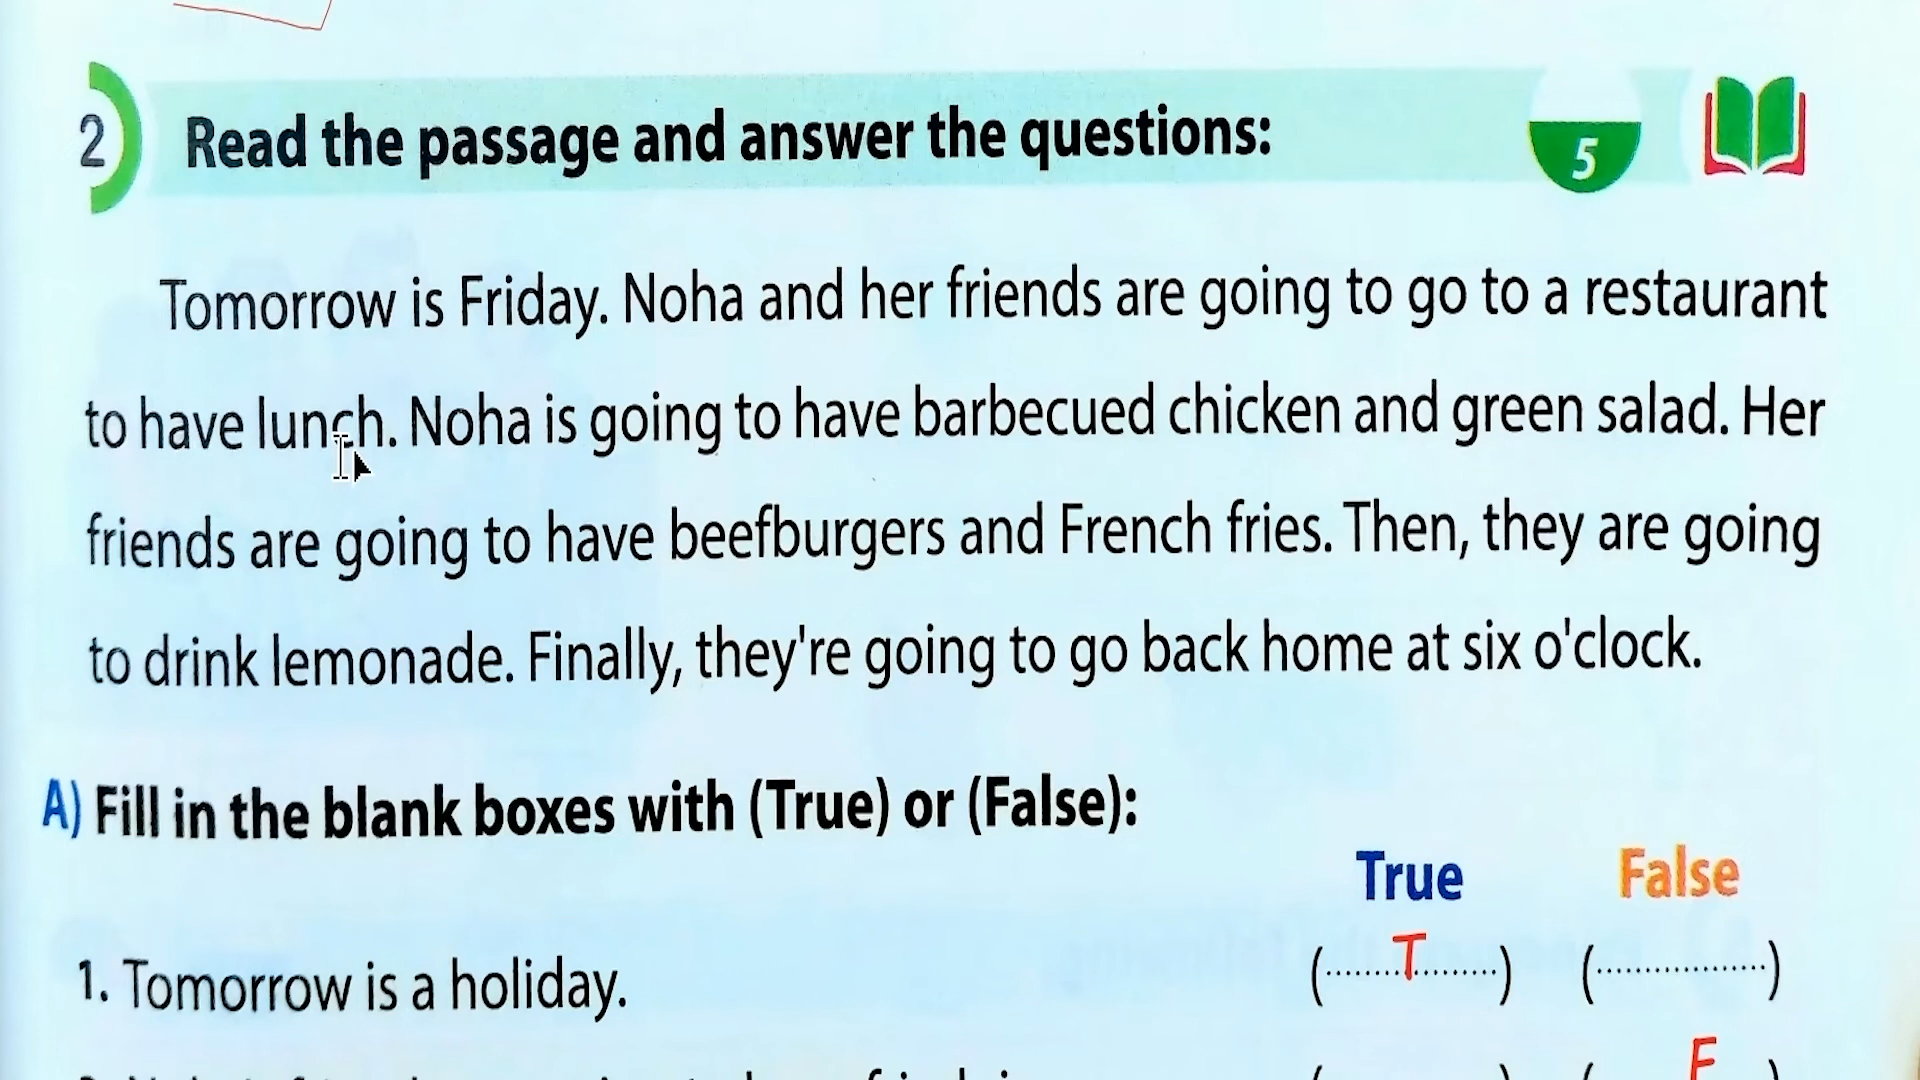 2 Read the passage and answer the questions: 5
Tomorrow is Friday. Noha and her friends are going to go to a restaurant
to have lunch. Noha is going to have barbecued chicken and green salad. Her
friends are going to have beefburgers and French fries. Then, they are going
to drink lemonade. Finally, they're going to go back home at six o'clock.
A) Fill in the blank boxes with (True) or (False):
True False
1. Tomorrow is a holiday. (.........T.........) (..................)
F